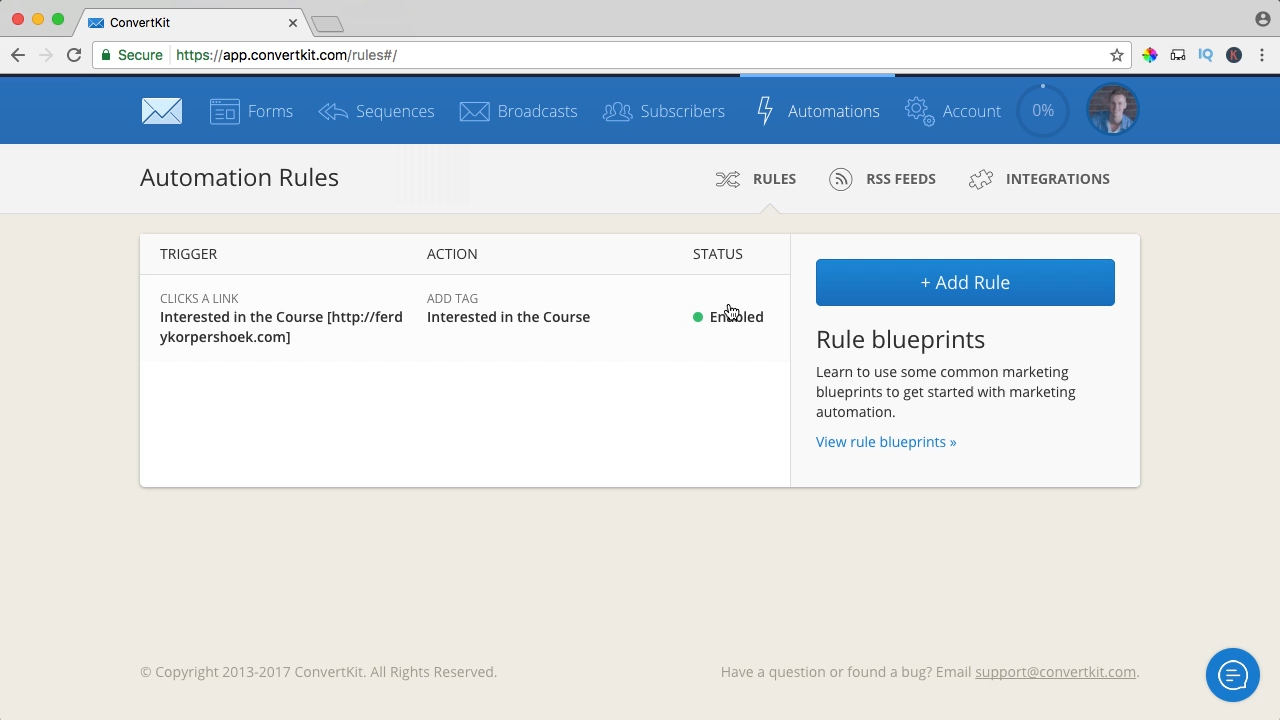 ConvertKit
Secure https://app.convertkit.com/rules#/
Forms Sequences Broadcasts Subscribers Automations Account 0%
Automation Rules RULES RSS FEEDS INTEGRATIONS
TRIGGER ACTION STATUS
CLICKS A LINK ADD TAG
Interested in the Course [http://ferd Interested in the Course Enabled
ykorpershoek.com]
+ Add Rule
Rule blueprints
Learn to use some common marketing
blueprints to get started with marketing
automation.
View rule blueprints »
© Copyright 2013-2017 ConvertKit. All Rights Reserved. Have a question or found a bug? Email support@convertkit.com.